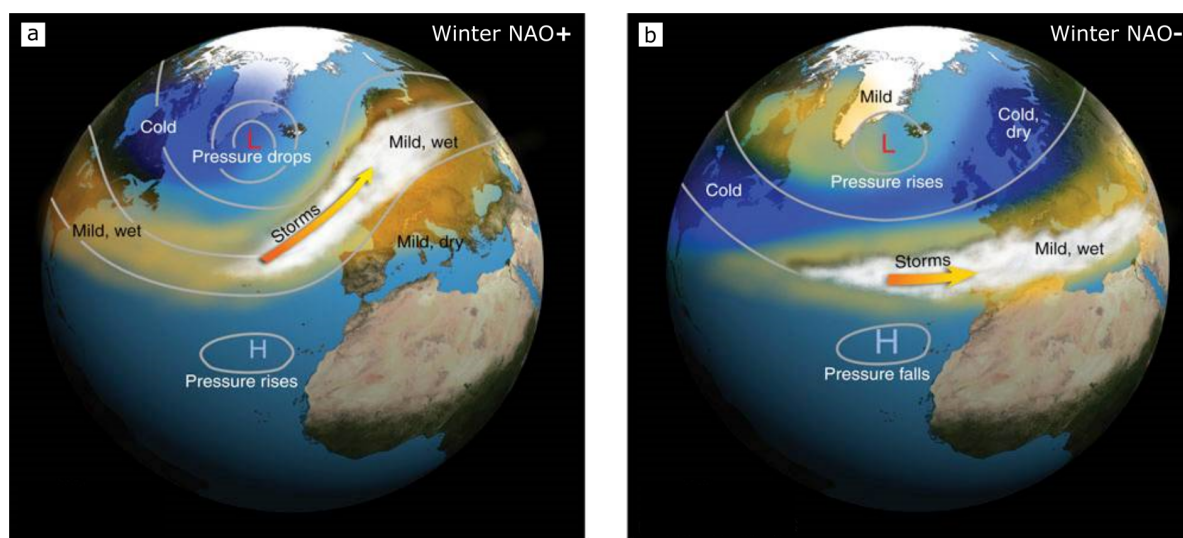 a
Winter NAO+
Cold
L
Pressure drops
Mild, wet
Storms
Mild, wet
Mild, dry
H
Pressure rises
b
Winter NAO-
Mild
Cold,
dry
L
Pressure rises
Cold
Storms
Mild, wet
H
Pressure falls